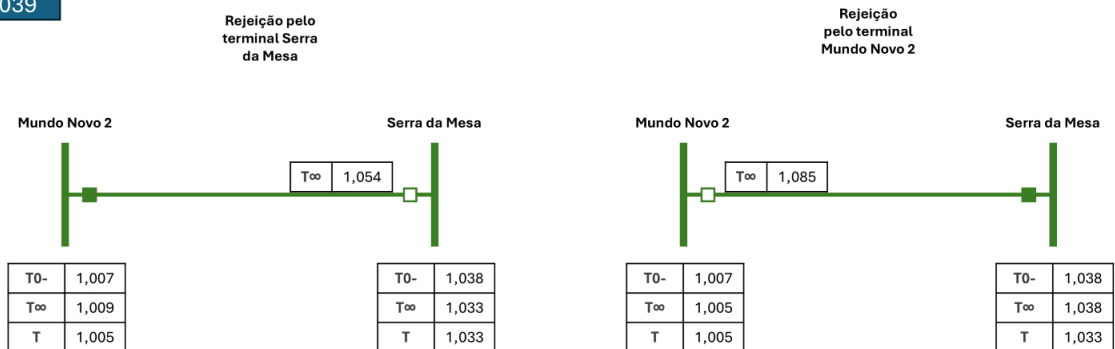 039
Rejeição pelo
terminal Serra
da Mesa
Mundo Novo 2
Serra da Mesa
T∞ 1,054
T0- 1,007
T∞ 1,009
T 1,005
T0- 1,038
T∞ 1,033
T 1,033
Rejeição
pelo terminal
Mundo Novo 2
Mundo Novo 2
Serra da Mesa
T∞ 1,085
T0- 1,007
T∞ 1,005
T 1,005
T0- 1,038
T∞ 1,038
T 1,033